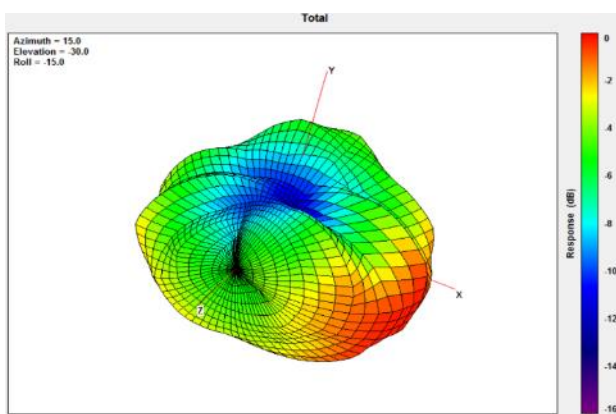 Total
Azimuth = 15.0
Elevation = -30.0
Roll = -15.0
Y
X
Z
0
-2
-4
-6
-8
-10
-12
-14
-16
Response (dB)